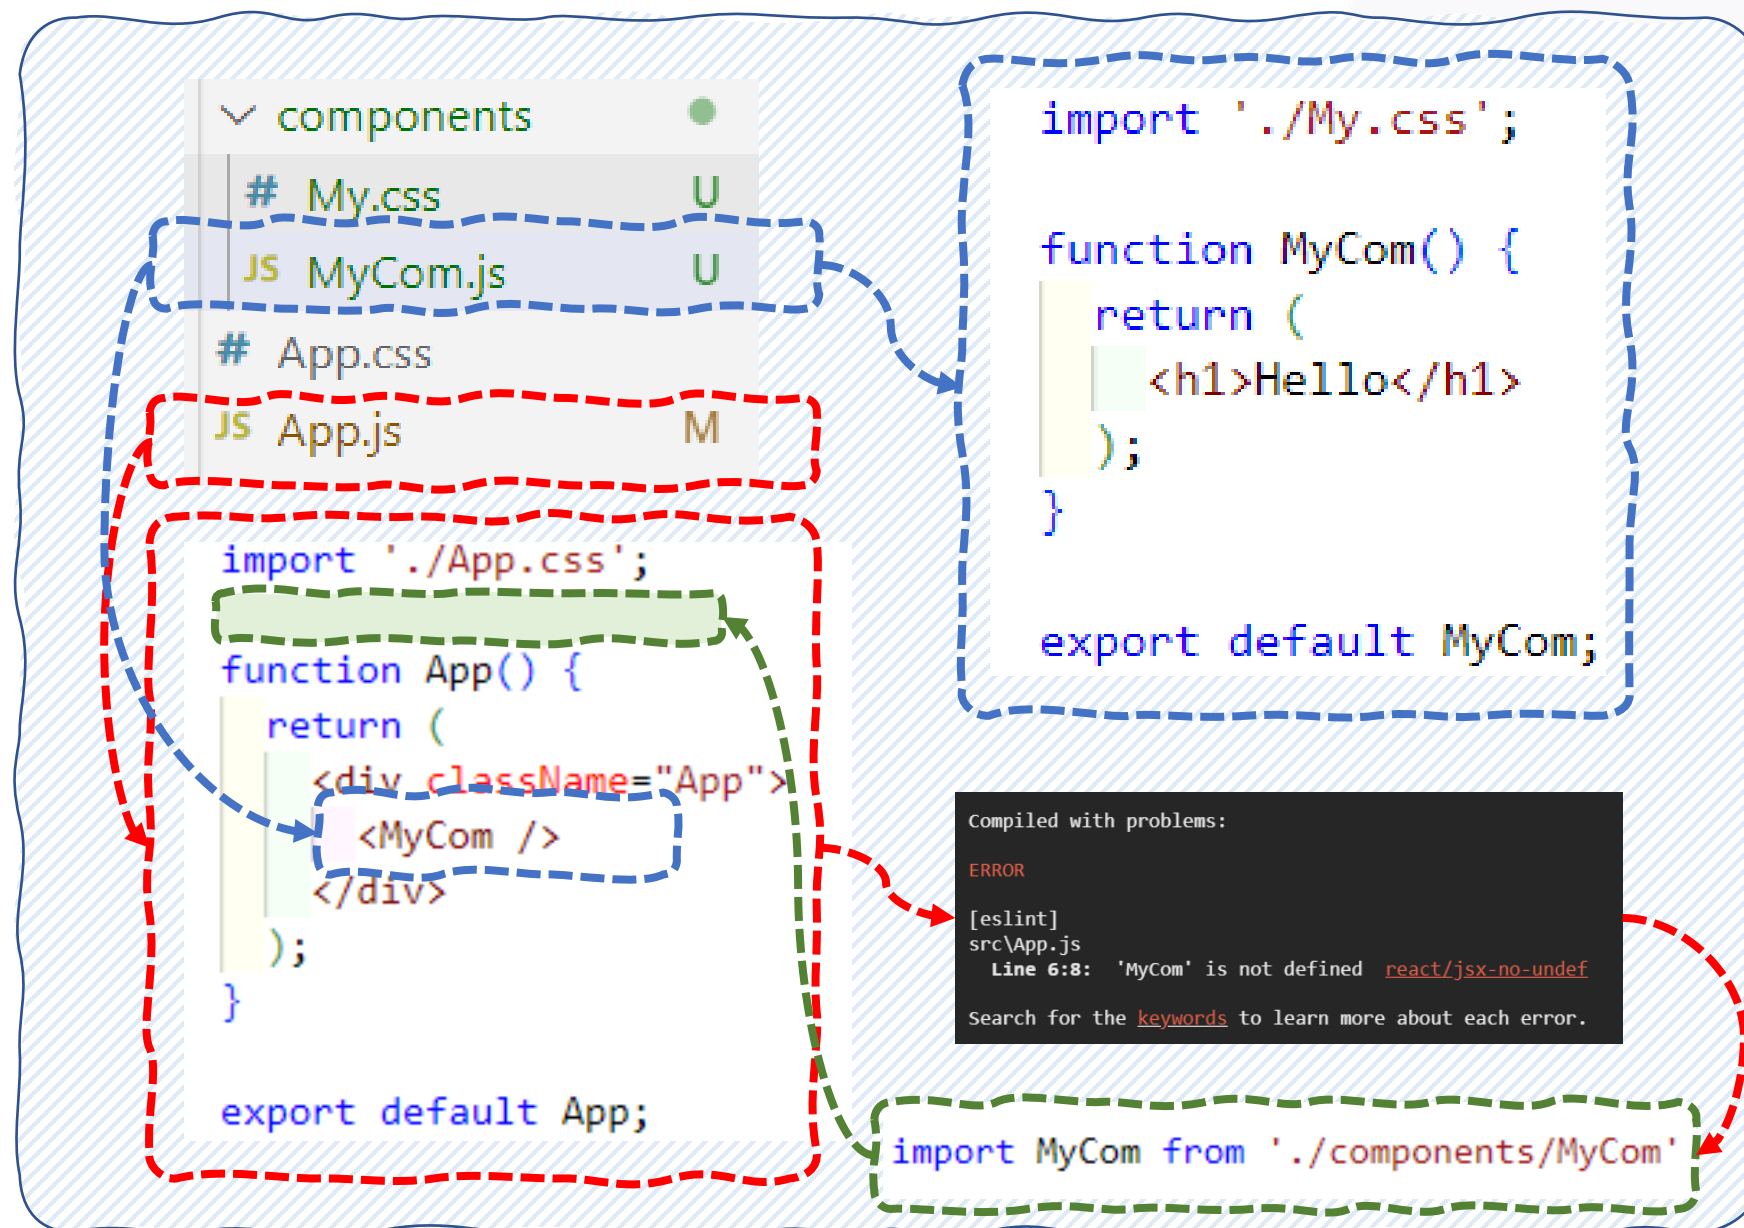 components
# My.css U
JS MyCom.js U
# App.css
JS App.js M
import './App.css';
function App() {
return (
<div className="App">
<MyCom />
</div>
);
}
export default App;
import './My.css';
function MyCom() {
return (
<h1>Hello</h1>
);
}
export default MyCom;
Compiled with problems:
ERROR
[eslint]
src\App.js
Line 6:8: 'MyCom' is not defined react/jsx-no-undef
Search for the keywords to learn more about each error.
import MyCom from './components/MyCom'